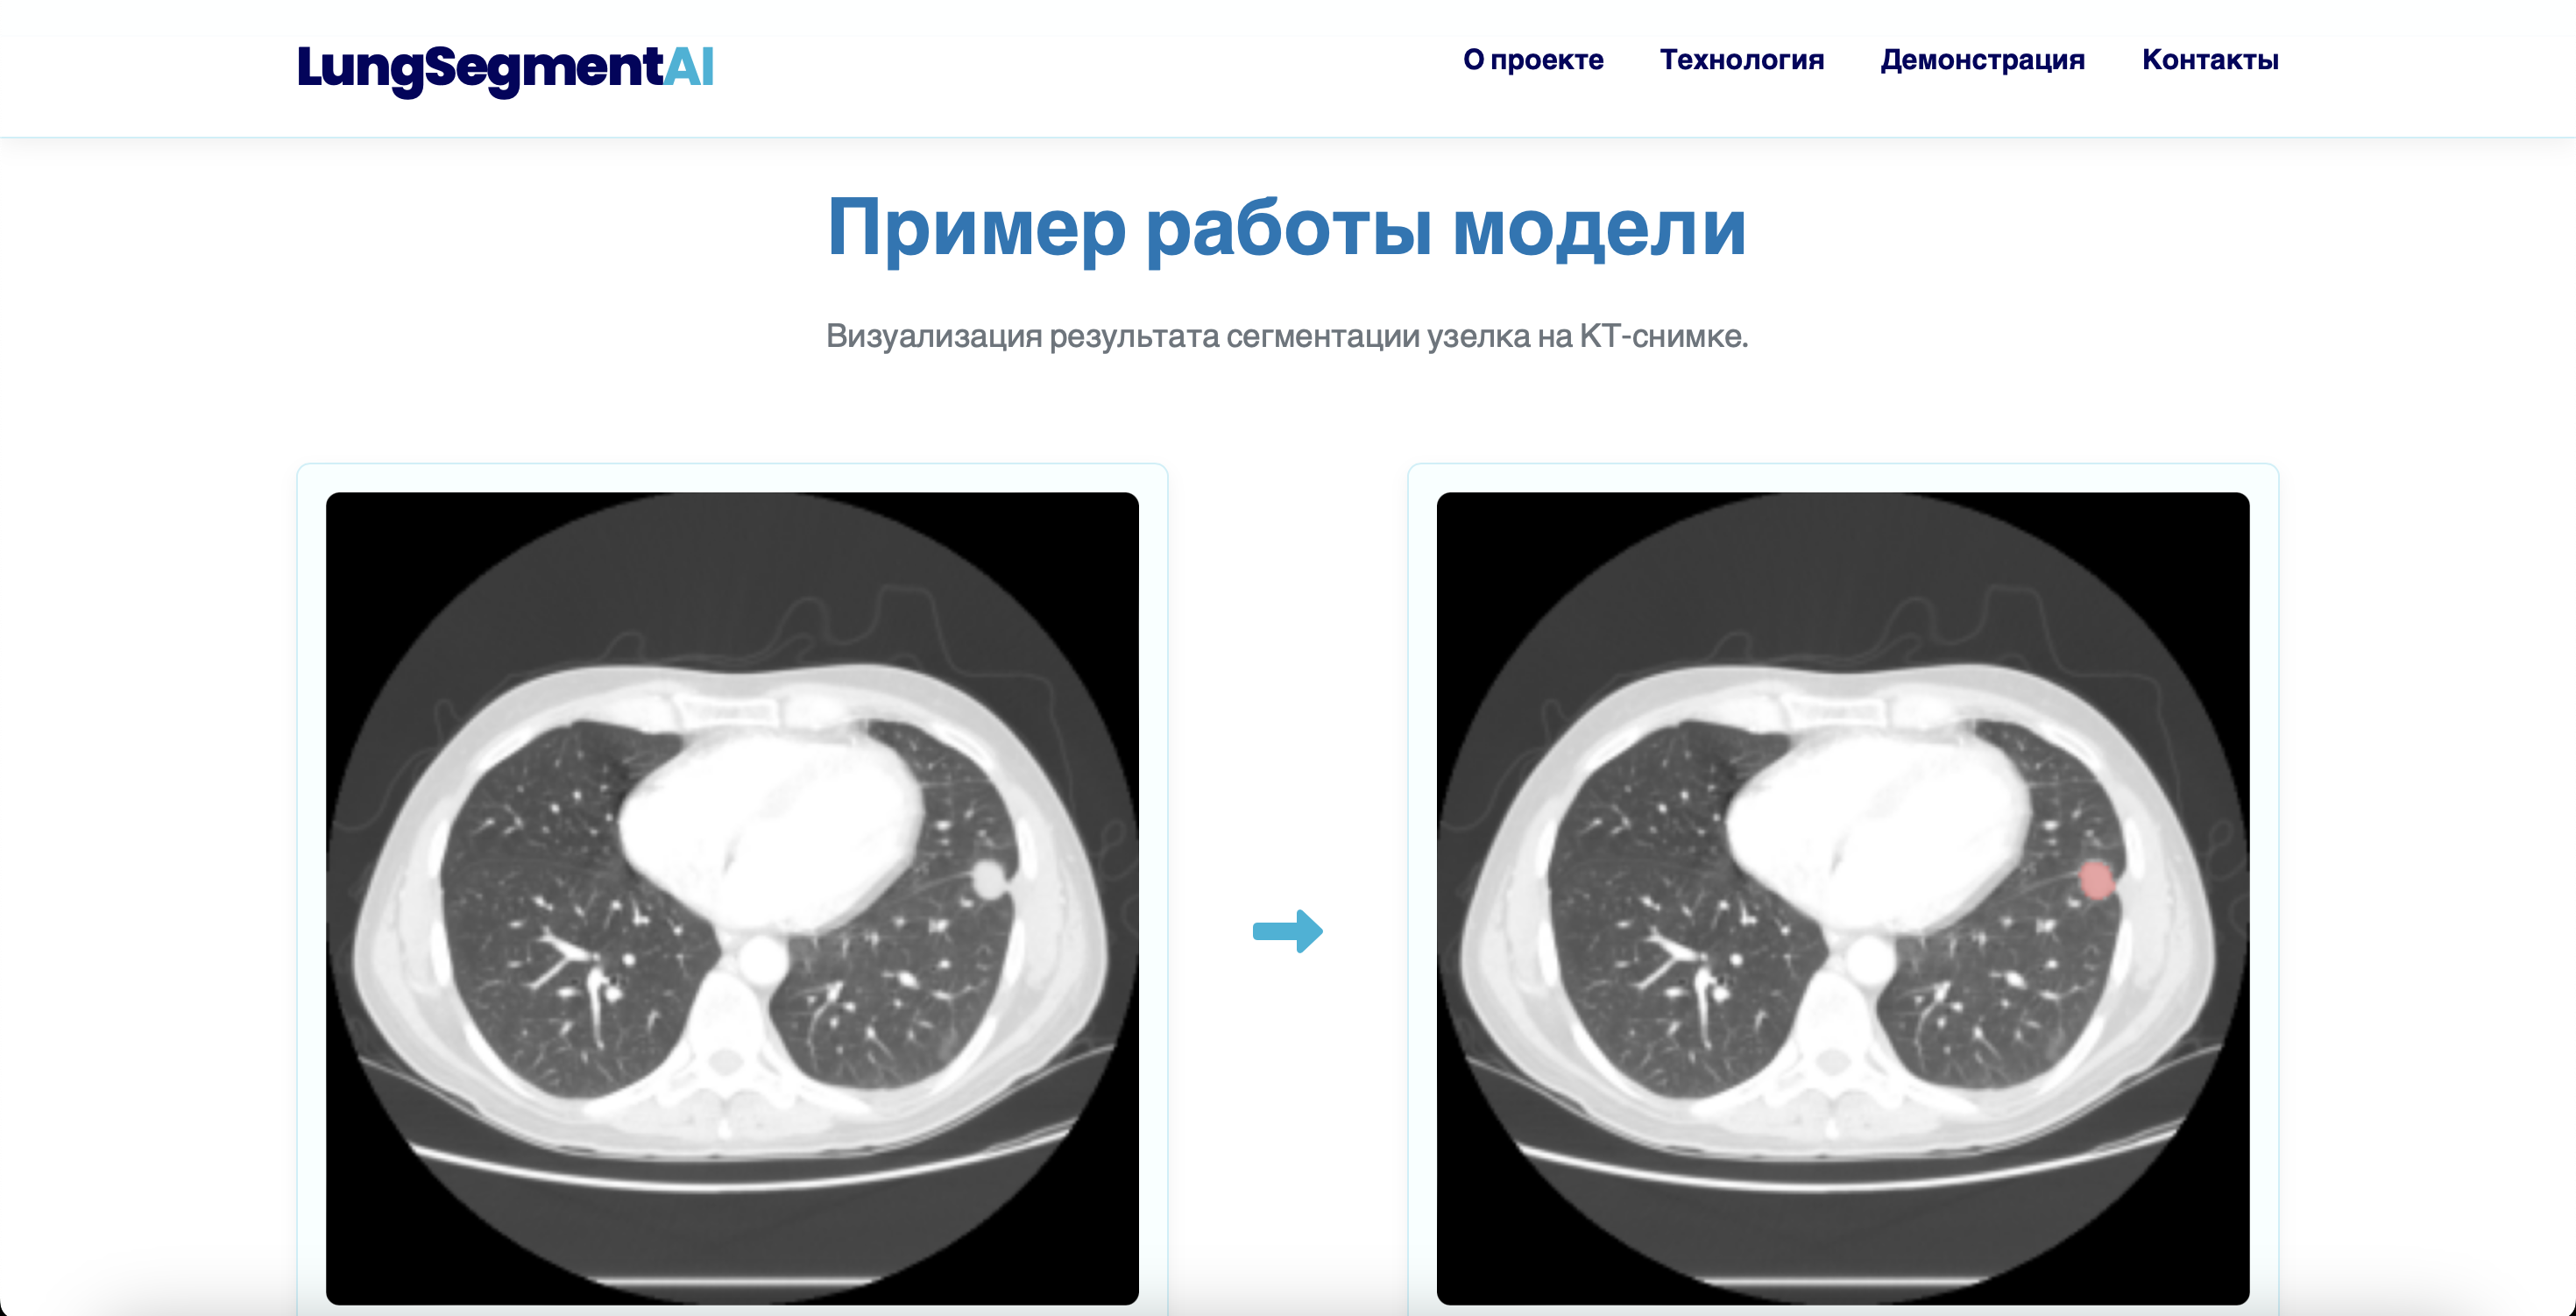 LungSegmentAI
О проекте Технология Демонстрация Контакты
Пример работы модели
Визуализация результата сегментации узелка на КТ-снимке.